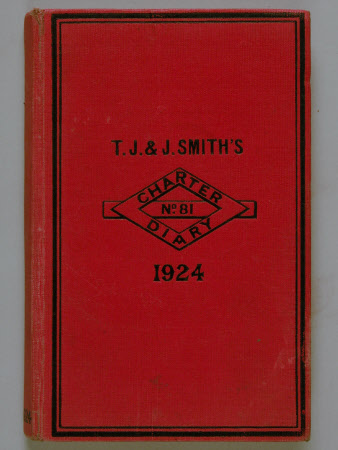 T.J.&J.SMITH'S
CHARTER
Nº 81
DIARY
1924